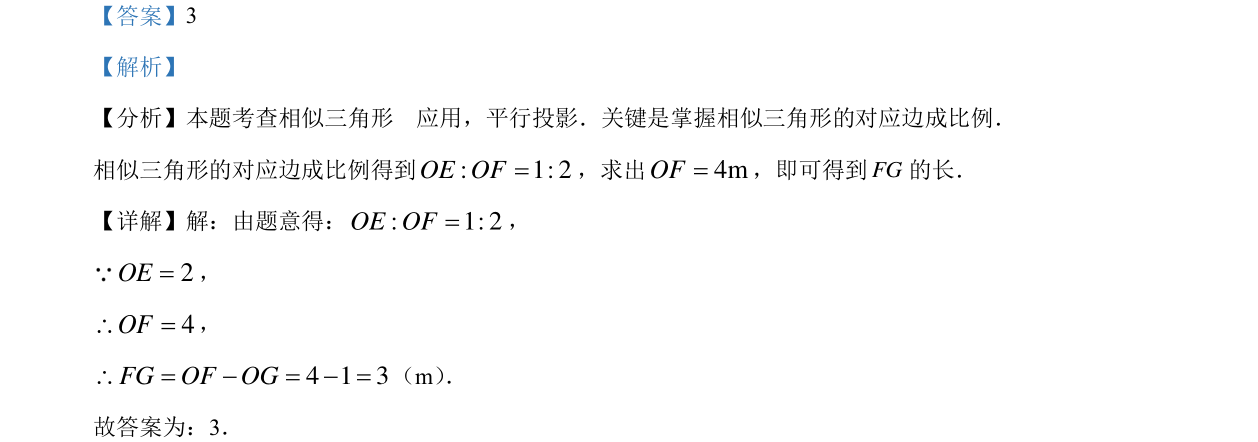 【答案】3
【解析】
【分析】本题考查相似三角形 应用，平行投影．关键是掌握相似三角形的对应边成比例．
相似三角形的对应边成比例得到OE:OF=1:2，求出OF=4m，即可得到FG的长．
【详解】解：由题意得：OE:OF=1:2，
∵OE=2，
∴OF=4，
∴FG=OF−OG=4−1=3（m）．
故答案为：3．